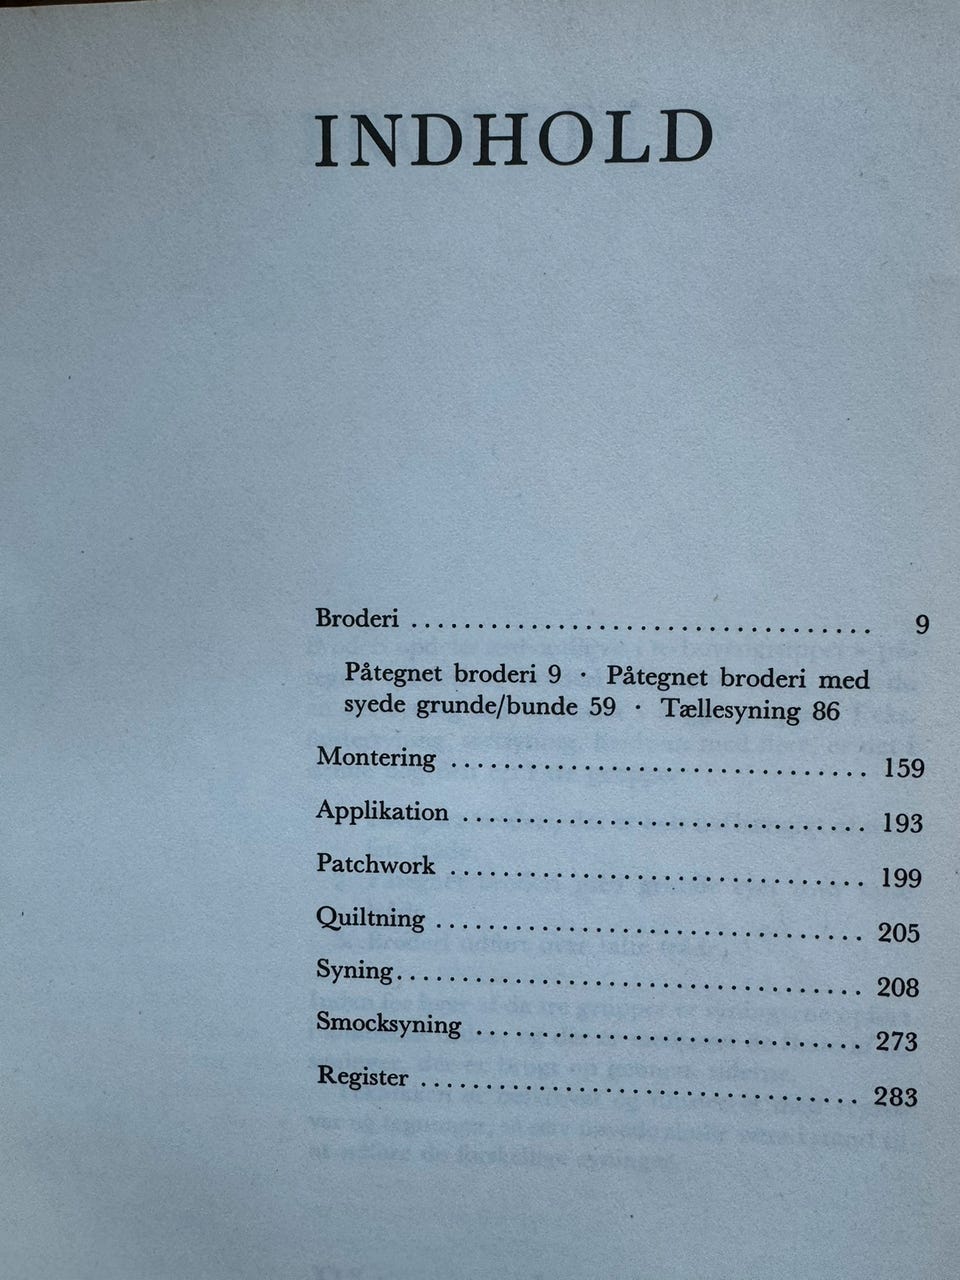 INDHOLD
Broderi ........................... 9
Påtegnet broderi 9 · Påtegnet broderi med
syede grunde/bunde 59 · Tællesyning 86
Montering ......................... 159
Applikation ........................ 193
Patchwork ......................... 199
Quiltning .......................... 205
Syning............................. 208
Smocksyning ....................... 273
Register ........................... 283